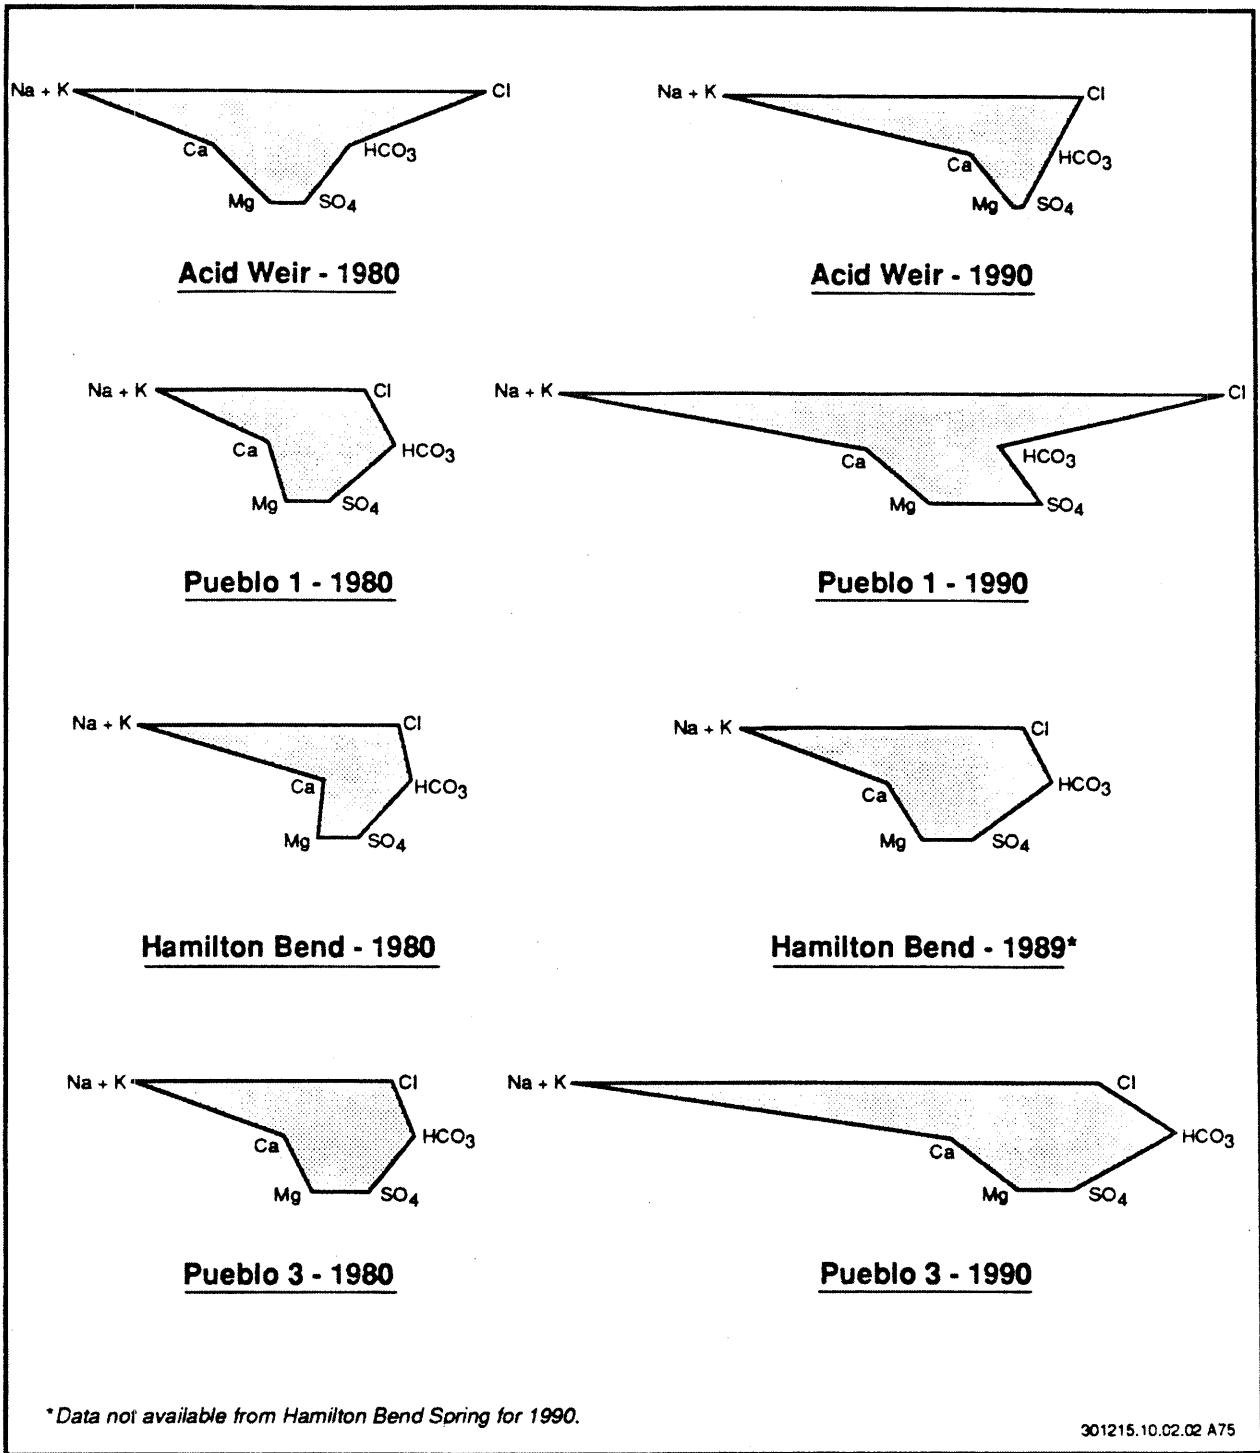 Na + K Cl
Ca HCO3
Mg SO4
Acid Weir - 1980
Na + K Cl
Ca HCO3
Mg SO4
Acid Weir - 1990
Na + K Cl
Ca HCO3
Mg SO4
Pueblo 1 - 1980
Na + K Cl
Ca HCO3
Mg SO4
Pueblo 1 - 1990
Na + K Cl
Ca HCO3
Mg SO4
Hamilton Bend - 1980
Na + K Cl
Ca HCO3
Mg SO4
Hamilton Bend - 1989*
Na + K Cl
Ca HCO3
Mg SO4
Pueblo 3 - 1980
Na + K Cl
Ca HCO3
Mg SO4
Pueblo 3 - 1990
*Data not available from Hamilton Bend Spring for 1990.
301215.10.02.02 A75